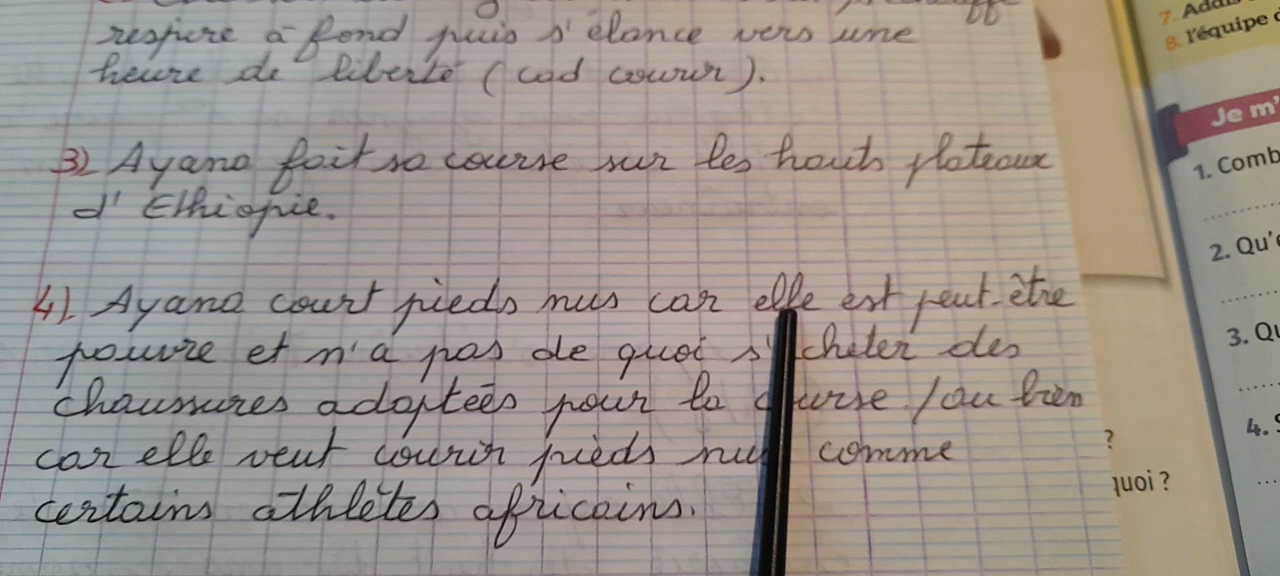 respire à fond puis s'élance vers une
heure de liberté (cad courir).
3) Ayana fait sa course sur les hauts plateaux
d'Ethiopie.
4) Ayana court pieds nus car elle est peut-être
pauvre et n'a pas de quoi s'cheter des
chaussures adaptées pour la course / ou bien
car elle veut courir pieds nus comme
certains athlètes africains.
7. Addis
8. l'équipe
Je m'
1. Comb
2. Qu'
3. Qu
4.
?
quoi ?